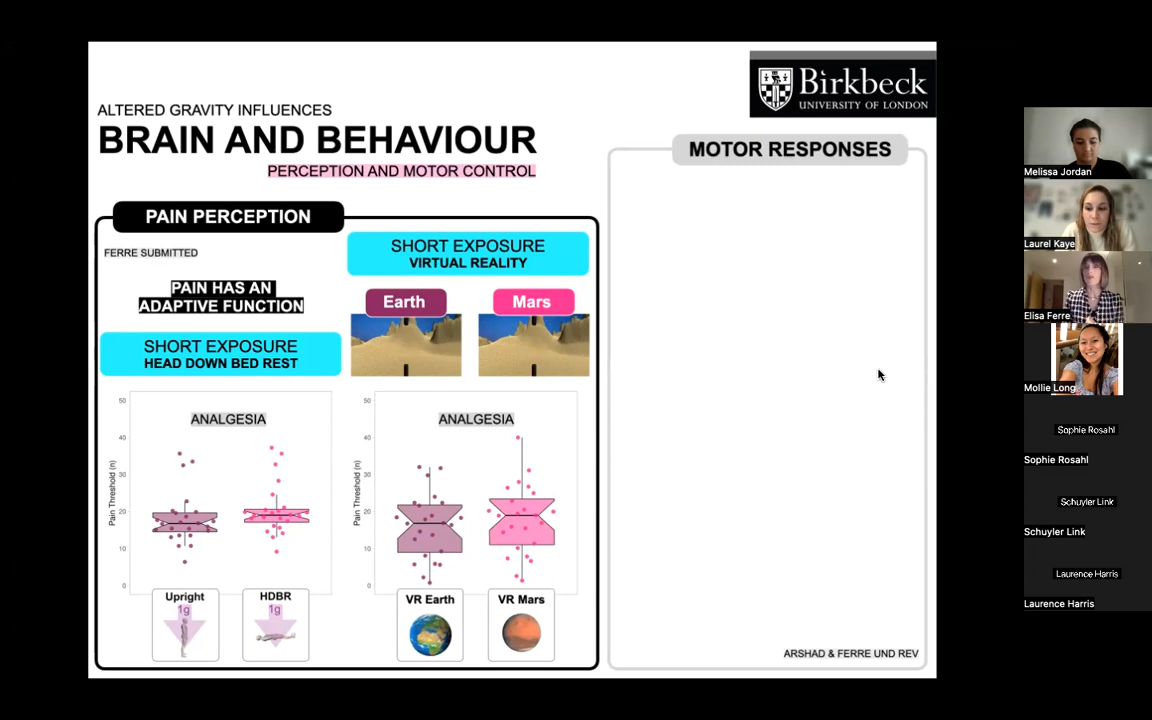 Birkbeck
UNIVERSITY OF LONDON
ALTERED GRAVITY INFLUENCES
BRAIN AND BEHAVIOUR
PERCEPTION AND MOTOR CONTROL
PAIN PERCEPTION
FERRE SUBMITTED
PAIN HAS AN
ADAPTIVE FUNCTION
SHORT EXPOSURE
HEAD DOWN BED REST
SHORT EXPOSURE
VIRTUAL REALITY
Earth
Mars
ANALGESIA
Pain Threshold (n)
50
40
30
20
10
0
Upright
1g
HDBR
1g
ANALGESIA
Pain Threshold (n)
50
40
30
20
10
0
VR Earth
VR Mars
MOTOR RESPONSES
ARSHAD & FERRE UND REV
Melissa Jordan
Laurel Kaye
Elisa Ferre
Mollie Long
Sophie Rosahl
Sophie Rosahl
Schuyler Link
Schuyler Link
Laurence Harris
Laurence Harris